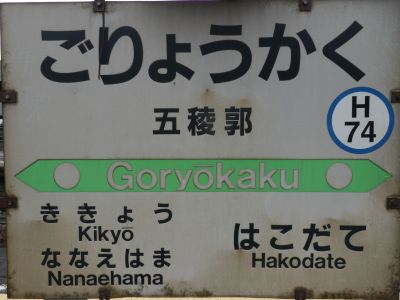 ごりょうかく
H
74
五稜郭
Goryōkaku
ききょう
Kikyō
ななえはま
Nanaehama
はこだて
Hakodate